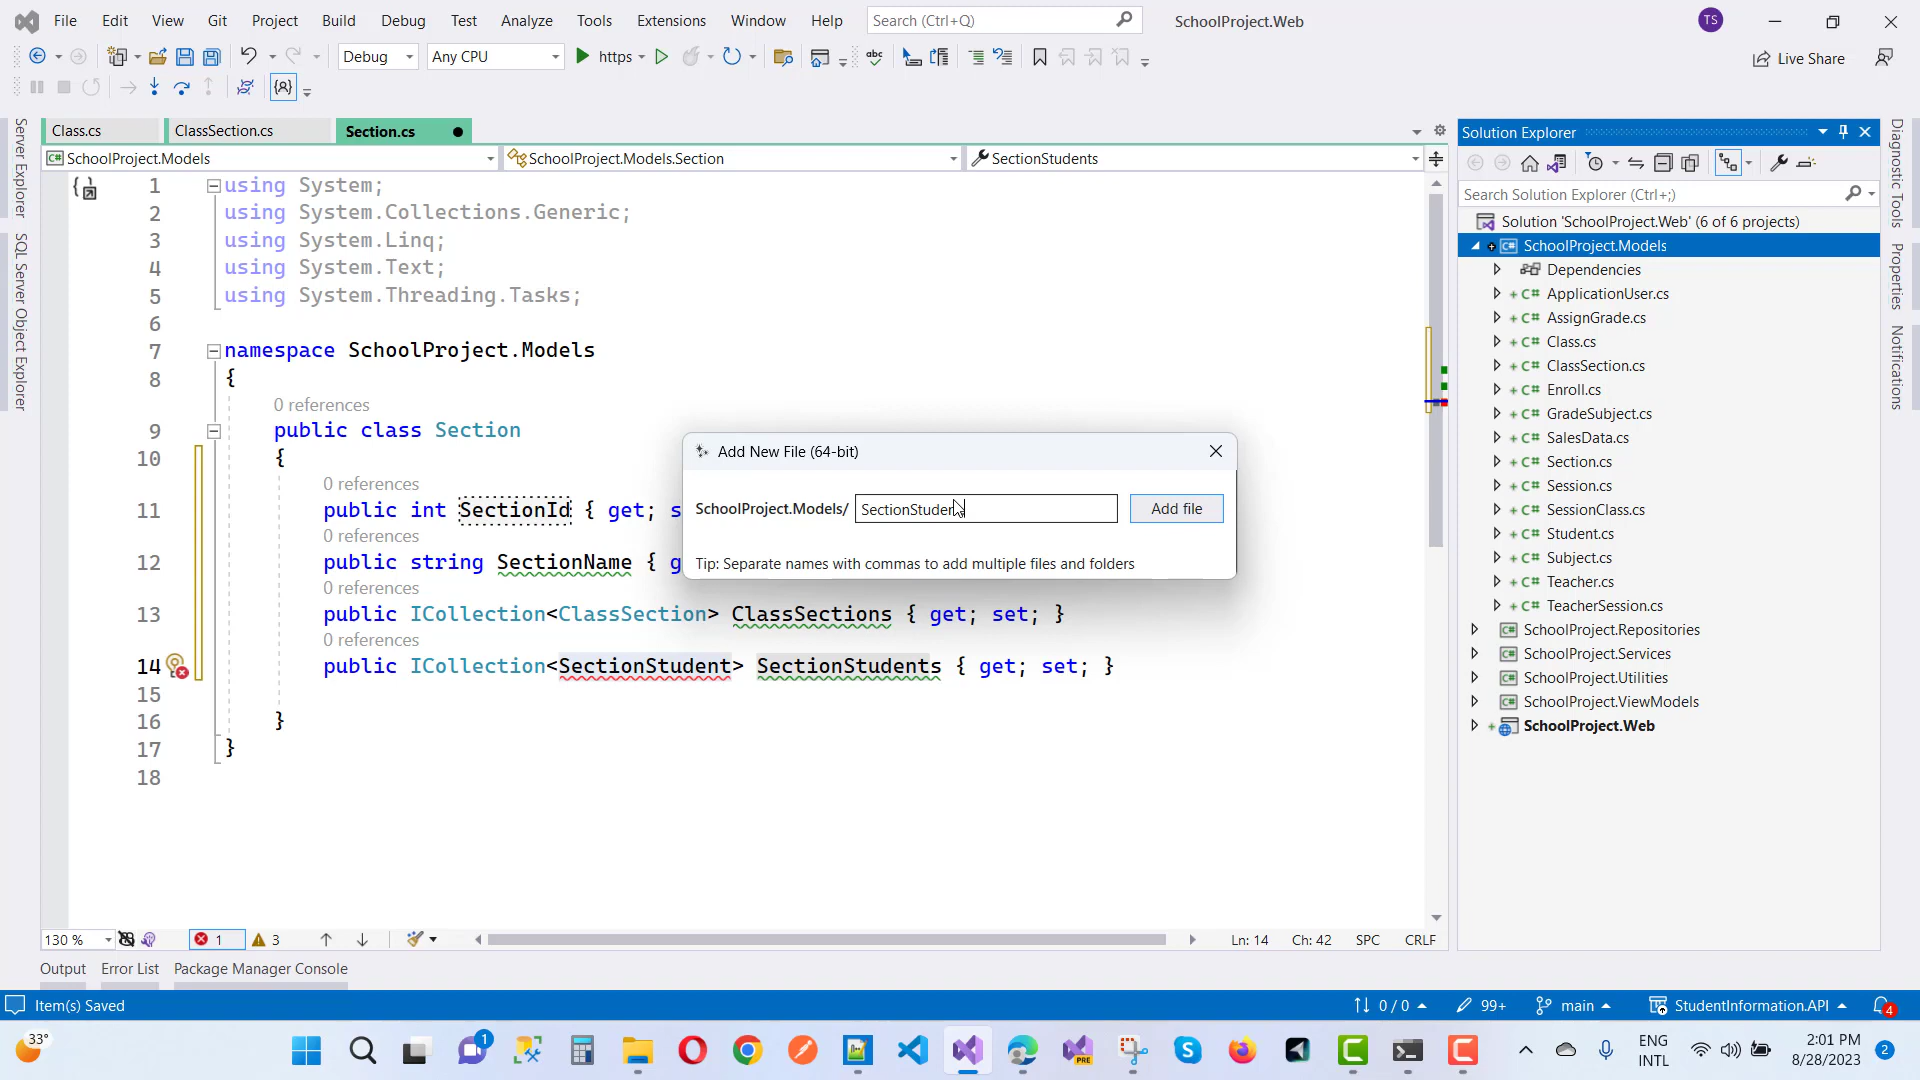 File Edit View Git Project Build Debug Test Analyze Tools Extensions Window Help Search (Ctrl+Q) SchoolProject.Web TS
Debug Any CPU https Live Share
Class.cs ClassSection.cs Section.cs
SchoolProject.Models SchoolProject.Models.Section SectionStudents
1 using System;
2 using System.Collections.Generic;
3 using System.Linq;
4 using System.Text;
5 using System.Threading.Tasks;
6
7 namespace SchoolProject.Models
8 {
0 references
9 public class Section
10 {
0 references
11 public int SectionId { get; s
0 references
12 public string SectionName { g
0 references
13 public ICollection<ClassSection> ClassSections { get; set; }
0 references
14 public ICollection<SectionStudent> SectionStudents { get; set; }
15
16 }
17 }
18
Add New File (64-bit)
SchoolProject.Models/ SectionStuden Add file
Tip: Separate names with commas to add multiple files and folders
130 % 1 3 Ln: 14 Ch: 42 SPC CRLF
Server Explorer
SQL Server Object Explorer
Solution Explorer
Search Solution Explorer (Ctrl+;)
Solution 'SchoolProject.Web' (6 of 6 projects)
SchoolProject.Models
Dependencies
C# ApplicationUser.cs
C# AssignGrade.cs
C# Class.cs
C# ClassSection.cs
C# Enroll.cs
C# GradeSubject.cs
C# SalesData.cs
C# Section.cs
C# Session.cs
C# SessionClass.cs
C# Student.cs
C# Subject.cs
C# Teacher.cs
C# TeacherSession.cs
SchoolProject.Repositories
SchoolProject.Services
SchoolProject.Utilities
SchoolProject.ViewModels
SchoolProject.Web
Diagnostic Tools
Properties
Notifications
Output Error List Package Manager Console
Item(s) Saved 0 / 0 99+ main StudentInformation.API 4
33° 1 PRE ENG INTL 2:01 PM 8/28/2023 2